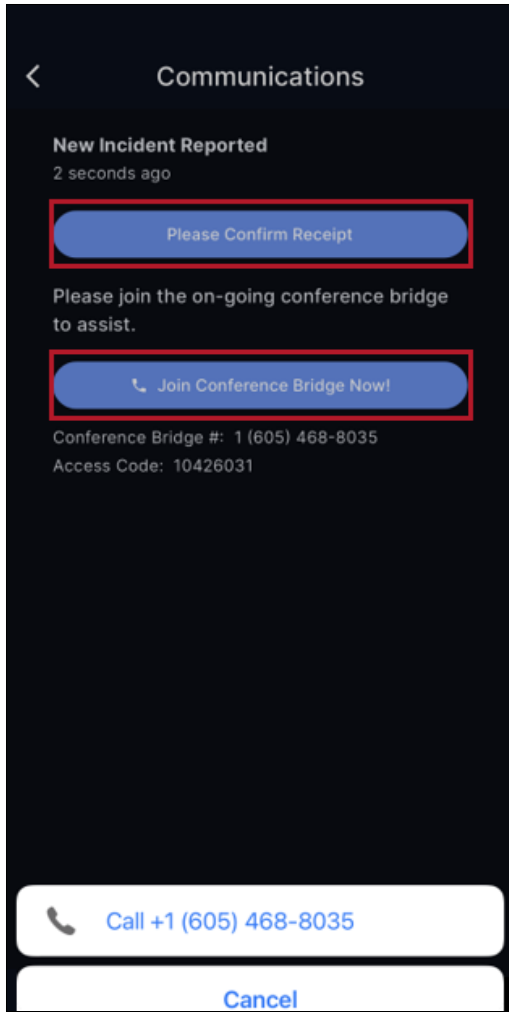 Communications
New Incident Reported
2 seconds ago
Please Confirm Receipt
Please join the on-going conference bridge
to assist.
Join Conference Bridge Now!
Conference Bridge #: 1 (605) 468-8035
Access Code: 10426031
Call +1 (605) 468-8035
Cancel